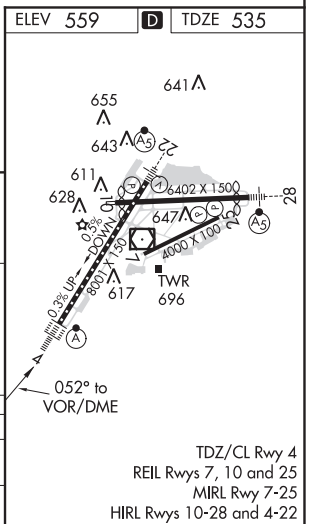 ELEV 559 D TDZE 535
641
655
643
A5
22
611
P
V
6402 X 1500
28
10
628
0.5%
DOWN
647
P
P
25
A5
8001 X 150
4000 X 100
0.3% UP
7
617
TWR
696
A
4
052° to
VOR/DME
TDZ/CL Rwy 4
REIL Rwys 7, 10 and 25
MIRL Rwy 7-25
HIRL Rwys 10-28 and 4-22